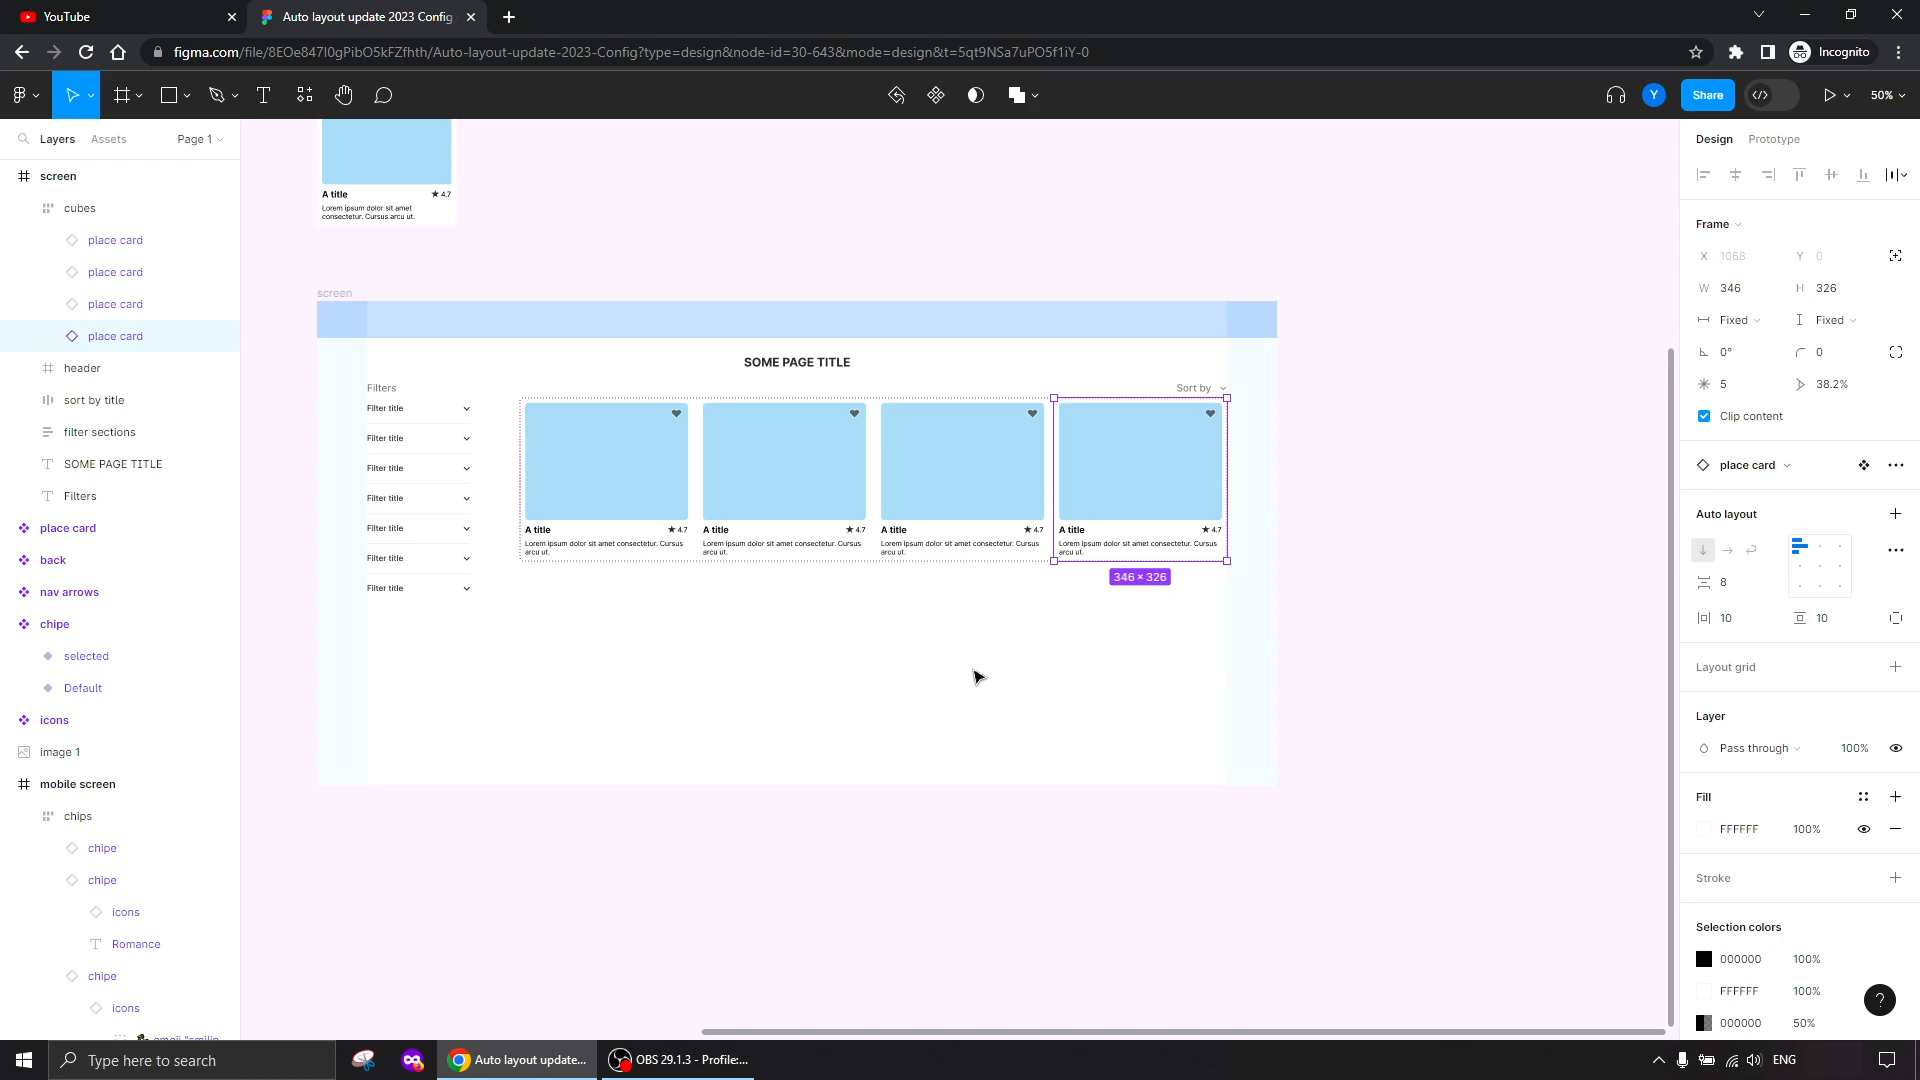 YouTube
Auto layout update 2023 Config
figma.com/file/8EOe847I0gPibO5kFZfhth/Auto-layout-update-2023-Config?type=design&node-id=30-643&mode=design&t=5qt9NSa7uPO5f1iY-0
Incognito
Y
Share
50%
Layers
Assets
Page 1
screen
cubes
place card
place card
place card
place card
header
sort by title
filter sections
SOME PAGE TITLE
Filters
place card
back
nav arrows
chipe
selected
Default
icons
image 1
mobile screen
chips
chipe
chipe
icons
Romance
chipe
icons
A title
4.7
Lorem ipsum dolor sit amet
consectetur. Cursus arcu ut.
screen
SOME PAGE TITLE
Filters
Sort by
Filter title
Filter title
Filter title
Filter title
Filter title
Filter title
Filter title
A title
4.7
Lorem ipsum dolor sit amet consectetur. Cursus
arcu ut.
A title
4.7
Lorem ipsum dolor sit amet consectetur. Cursus
arcu ut.
A title
4.7
Lorem ipsum dolor sit amet consectetur. Cursus
arcu ut.
A title
4.7
Lorem ipsum dolor sit amet consectetur. Cursus
arcu ut.
346 × 326
Design
Prototype
Frame
X 1068
Y 0
W 346
H 326
Fixed
Fixed
0°
0
5
38.2%
Clip content
place card
Auto layout
8
10
10
Layout grid
Layer
Pass through
100%
Fill
FFFFFF
100%
Stroke
Selection colors
000000
100%
FFFFFF
100%
000000
50%
?
Type here to search
Auto layout update...
OBS 29.1.3 - Profile:...
ENG